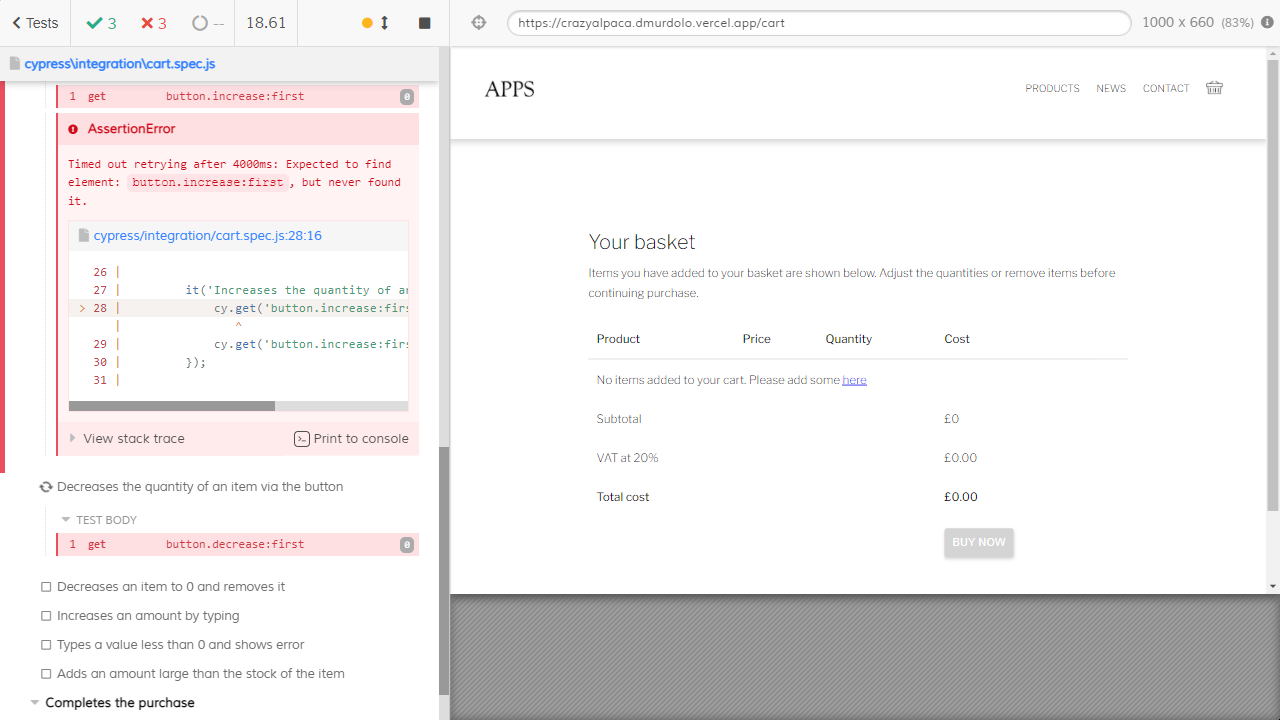 Tests
3
3
--
18.61
https://crazyalpaca.dmurdolo.vercel.app/cart
1000 x 660 (83%)
cypress\integration\cart.spec.js
1 get button.increase:first 0
AssertionError
Timed out retrying after 4000ms: Expected to find
element: button.increase:first, but never found
it.
cypress/integration/cart.spec.js:28:16
26 |
27 | it('Increases the quantity of an
> 28 | cy.get('button.increase:firs
| ^
29 | cy.get('button.increase:firs
30 | });
31 |
View stack trace
Print to console
Decreases the quantity of an item via the button
TEST BODY
1 get button.decrease:first 0
Decreases an item to 0 and removes it
Increases an amount by typing
Types a value less than 0 and shows error
Adds an amount large than the stock of the item
Completes the purchase
APPS
PRODUCTS
NEWS
CONTACT
Your basket
Items you have added to your basket are shown below. Adjust the quantities or remove items before
continuing purchase.
Product Price Quantity Cost
No items added to your cart. Please add some here
Subtotal £0
VAT at 20% £0.00
Total cost £0.00
BUY NOW